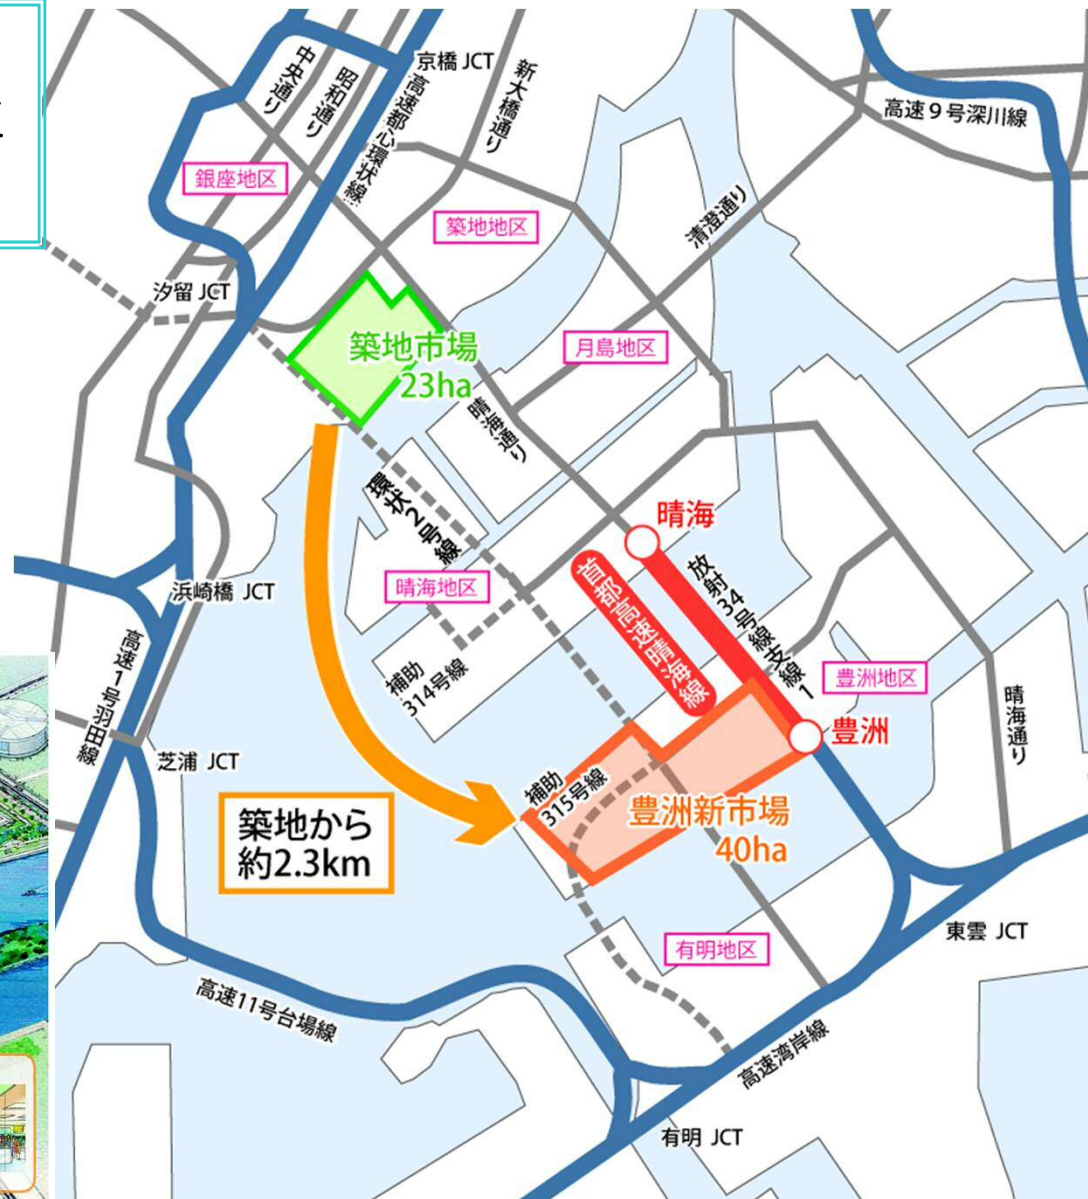 京橋 JCT
中央通り
昭和通り
高速都心環状線
新大橋通り
高速9号深川線
銀座地区
築地地区
清澄通り
汐留 JCT
築地市場
23ha
月島地区
晴海通り
環状2号線
晴海
晴海地区
首都高速晴海線
放射34号線支線1
浜崎橋 JCT
高速1号羽田線
補助
314号線
豊洲地区
晴海通り
豊洲
芝浦 JCT
築地から
約2.3km
補助
315号線
豊洲新市場
40ha
有明地区
東雲 JCT
高速11号台場線
高速湾岸線
有明 JCT